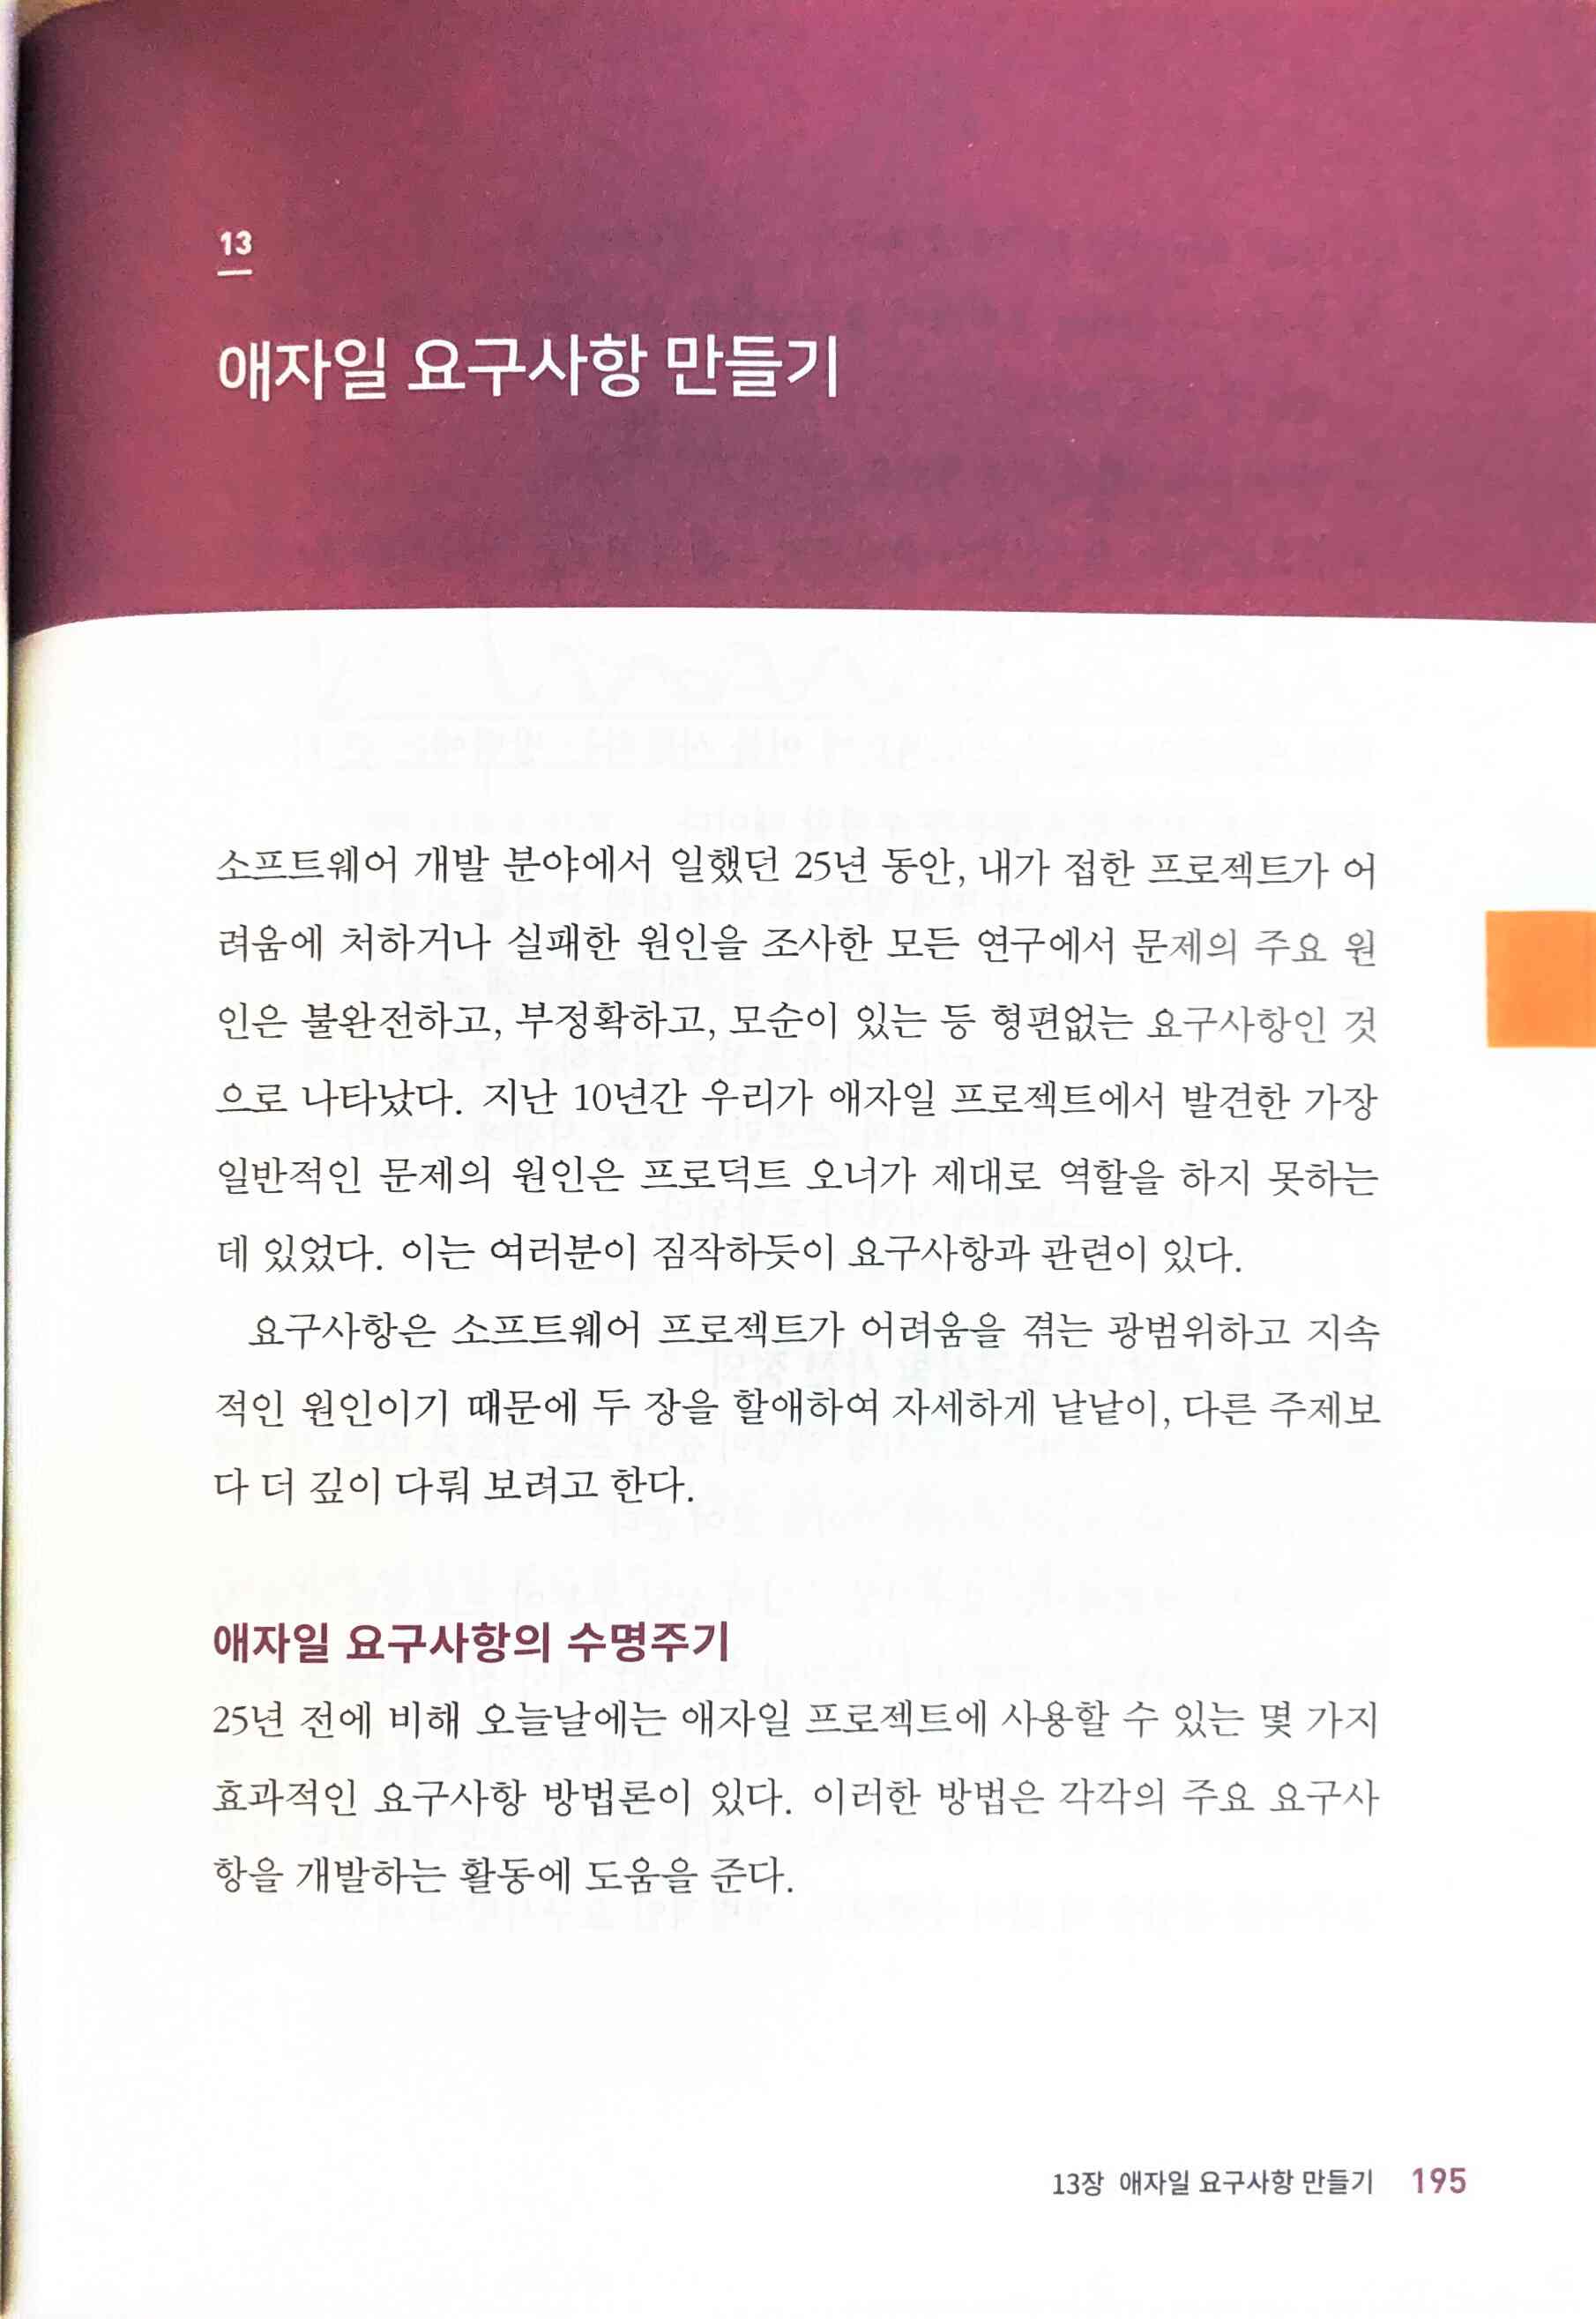 13
애자일 요구사항 만들기
소프트웨어 개발 분야에서 일했던 25년 동안, 내가 접한 프로젝트가 어
려움에 처하거나 실패한 원인을 조사한 모든 연구에서 문제의 주요 원
인은 불완전하고, 부정확하고, 모순이 있는 등 형편없는 요구사항인 것
으로 나타났다. 지난 10년간 우리가 애자일 프로젝트에서 발견한 가장
일반적인 문제의 원인은 프로덕트 오너가 제대로 역할을 하지 못하는
데 있었다. 이는 여러분이 짐작하듯이 요구사항과 관련이 있다.
요구사항은 소프트웨어 프로젝트가 어려움을 겪는 광범위하고 지속
적인 원인이기 때문에 두 장을 할애하여 자세하게 낱낱이, 다른 주제보
다 더 깊이 다뤄 보려고 한다.
애자일 요구사항의 수명주기
25년 전에 비해 오늘날에는 애자일 프로젝트에 사용할 수 있는 몇 가지
효과적인 요구사항 방법론이 있다. 이러한 방법은 각각의 주요 요구사
항을 개발하는 활동에 도움을 준다.
13장 애자일 요구사항 만들기 195